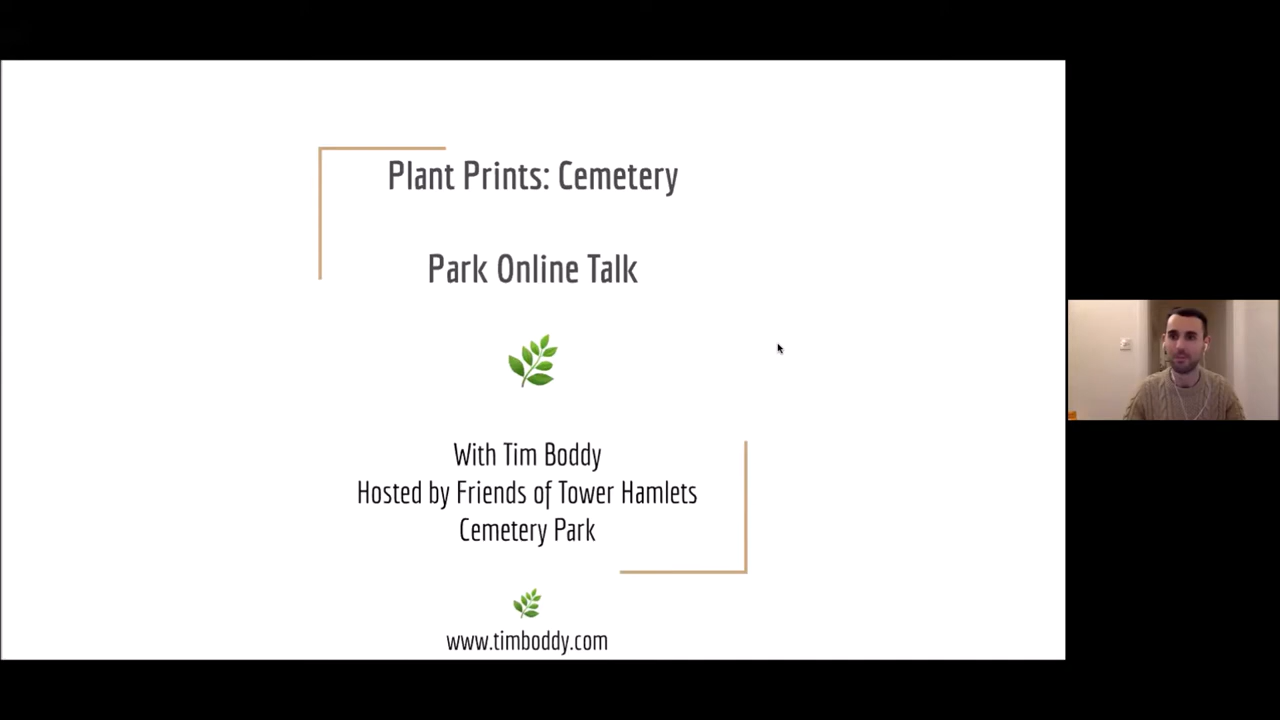 Plant Prints: Cemetery
Park Online Talk
With Tim Boddy
Hosted by Friends of Tower Hamlets
Cemetery Park
www.timboddy.com